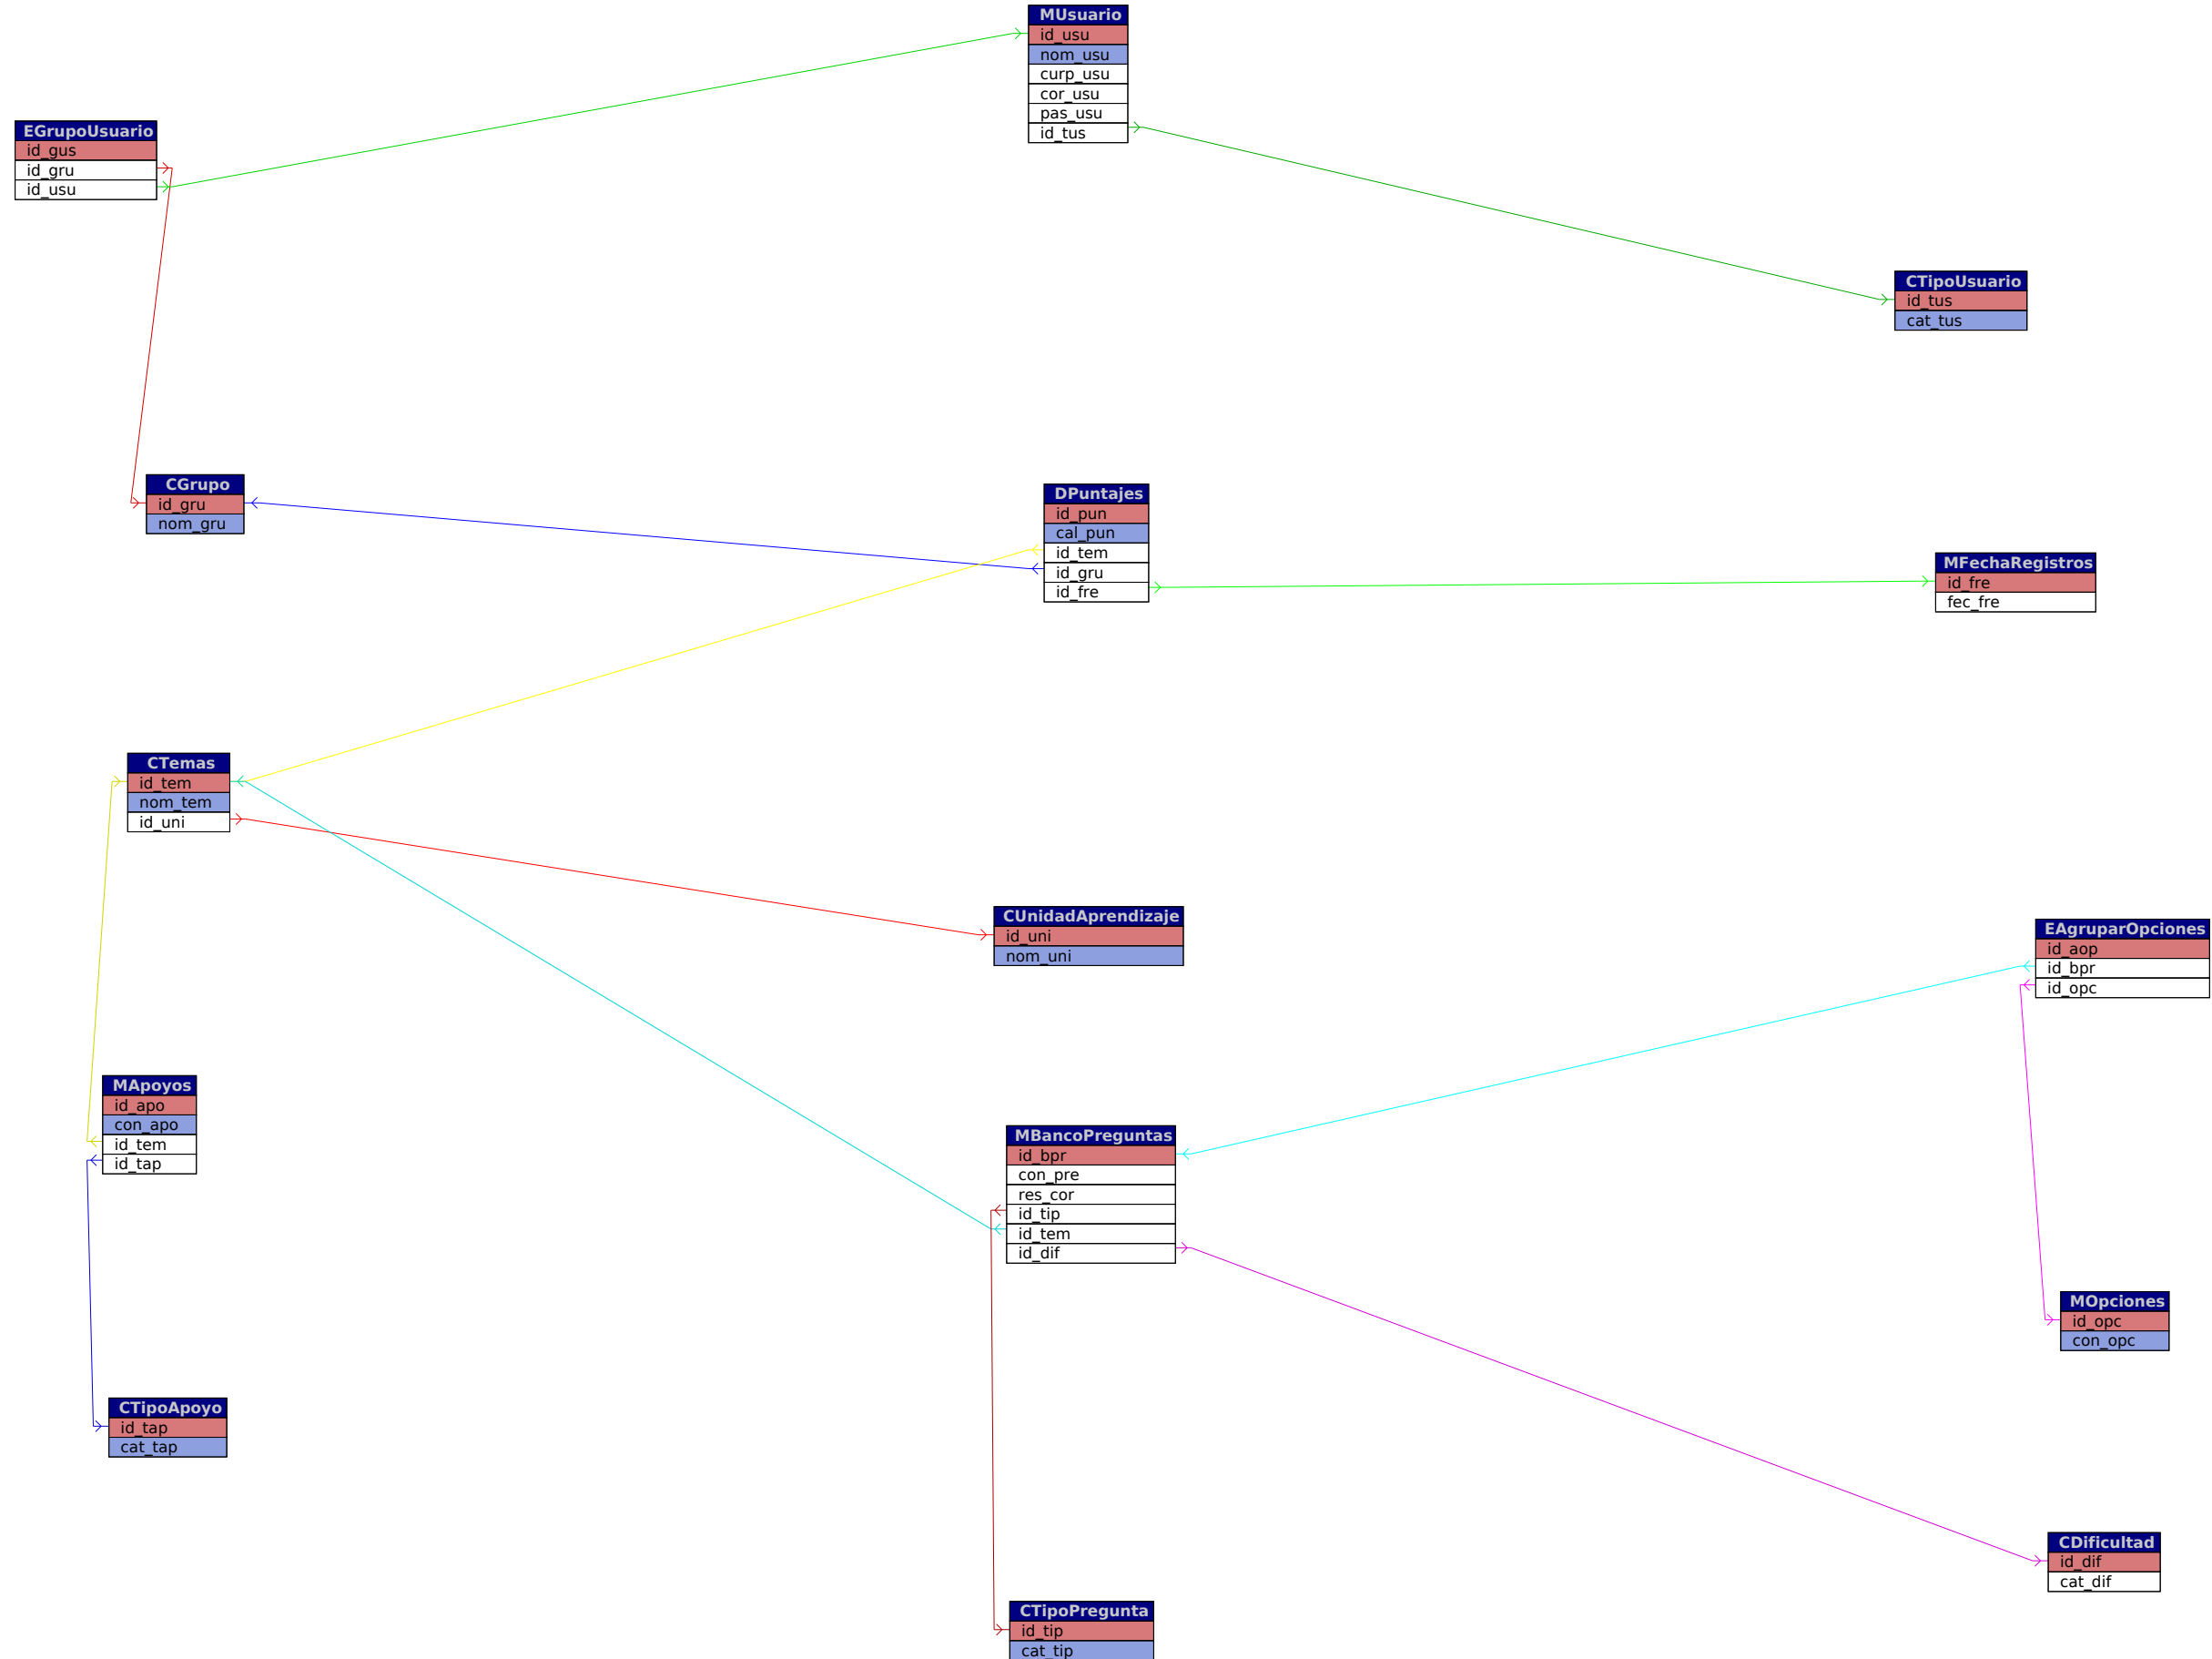 MUsuario
id_usu
nom_usu
curp_usu
cor_usu
pas_usu
id_tus
EGrupoUsuario
id_gus
id_gru
id_usu
CTipoUsuario
id_tus
cat_tus
CGrupo
id_gru
nom_gru
DPuntajes
id_pun
cal_pun
id_tem
id_gru
id_fre
MFechaRegistros
id_fre
fec_fre
CTemas
id_tem
nom_tem
id_uni
CUnidadAprendizaje
id_uni
nom_uni
EAgruparOpciones
id_aop
id_bpr
id_opc
MApoyos
id_apo
con_apo
id_tem
id_tap
MBancoPreguntas
id_bpr
con_pre
res_cor
id_tip
id_tem
id_dif
MOpciones
id_opc
con_opc
CTipoApoyo
id_tap
cat_tap
CDificultad
id_dif
cat_dif
CTipoPregunta
id_tip
cat_tip